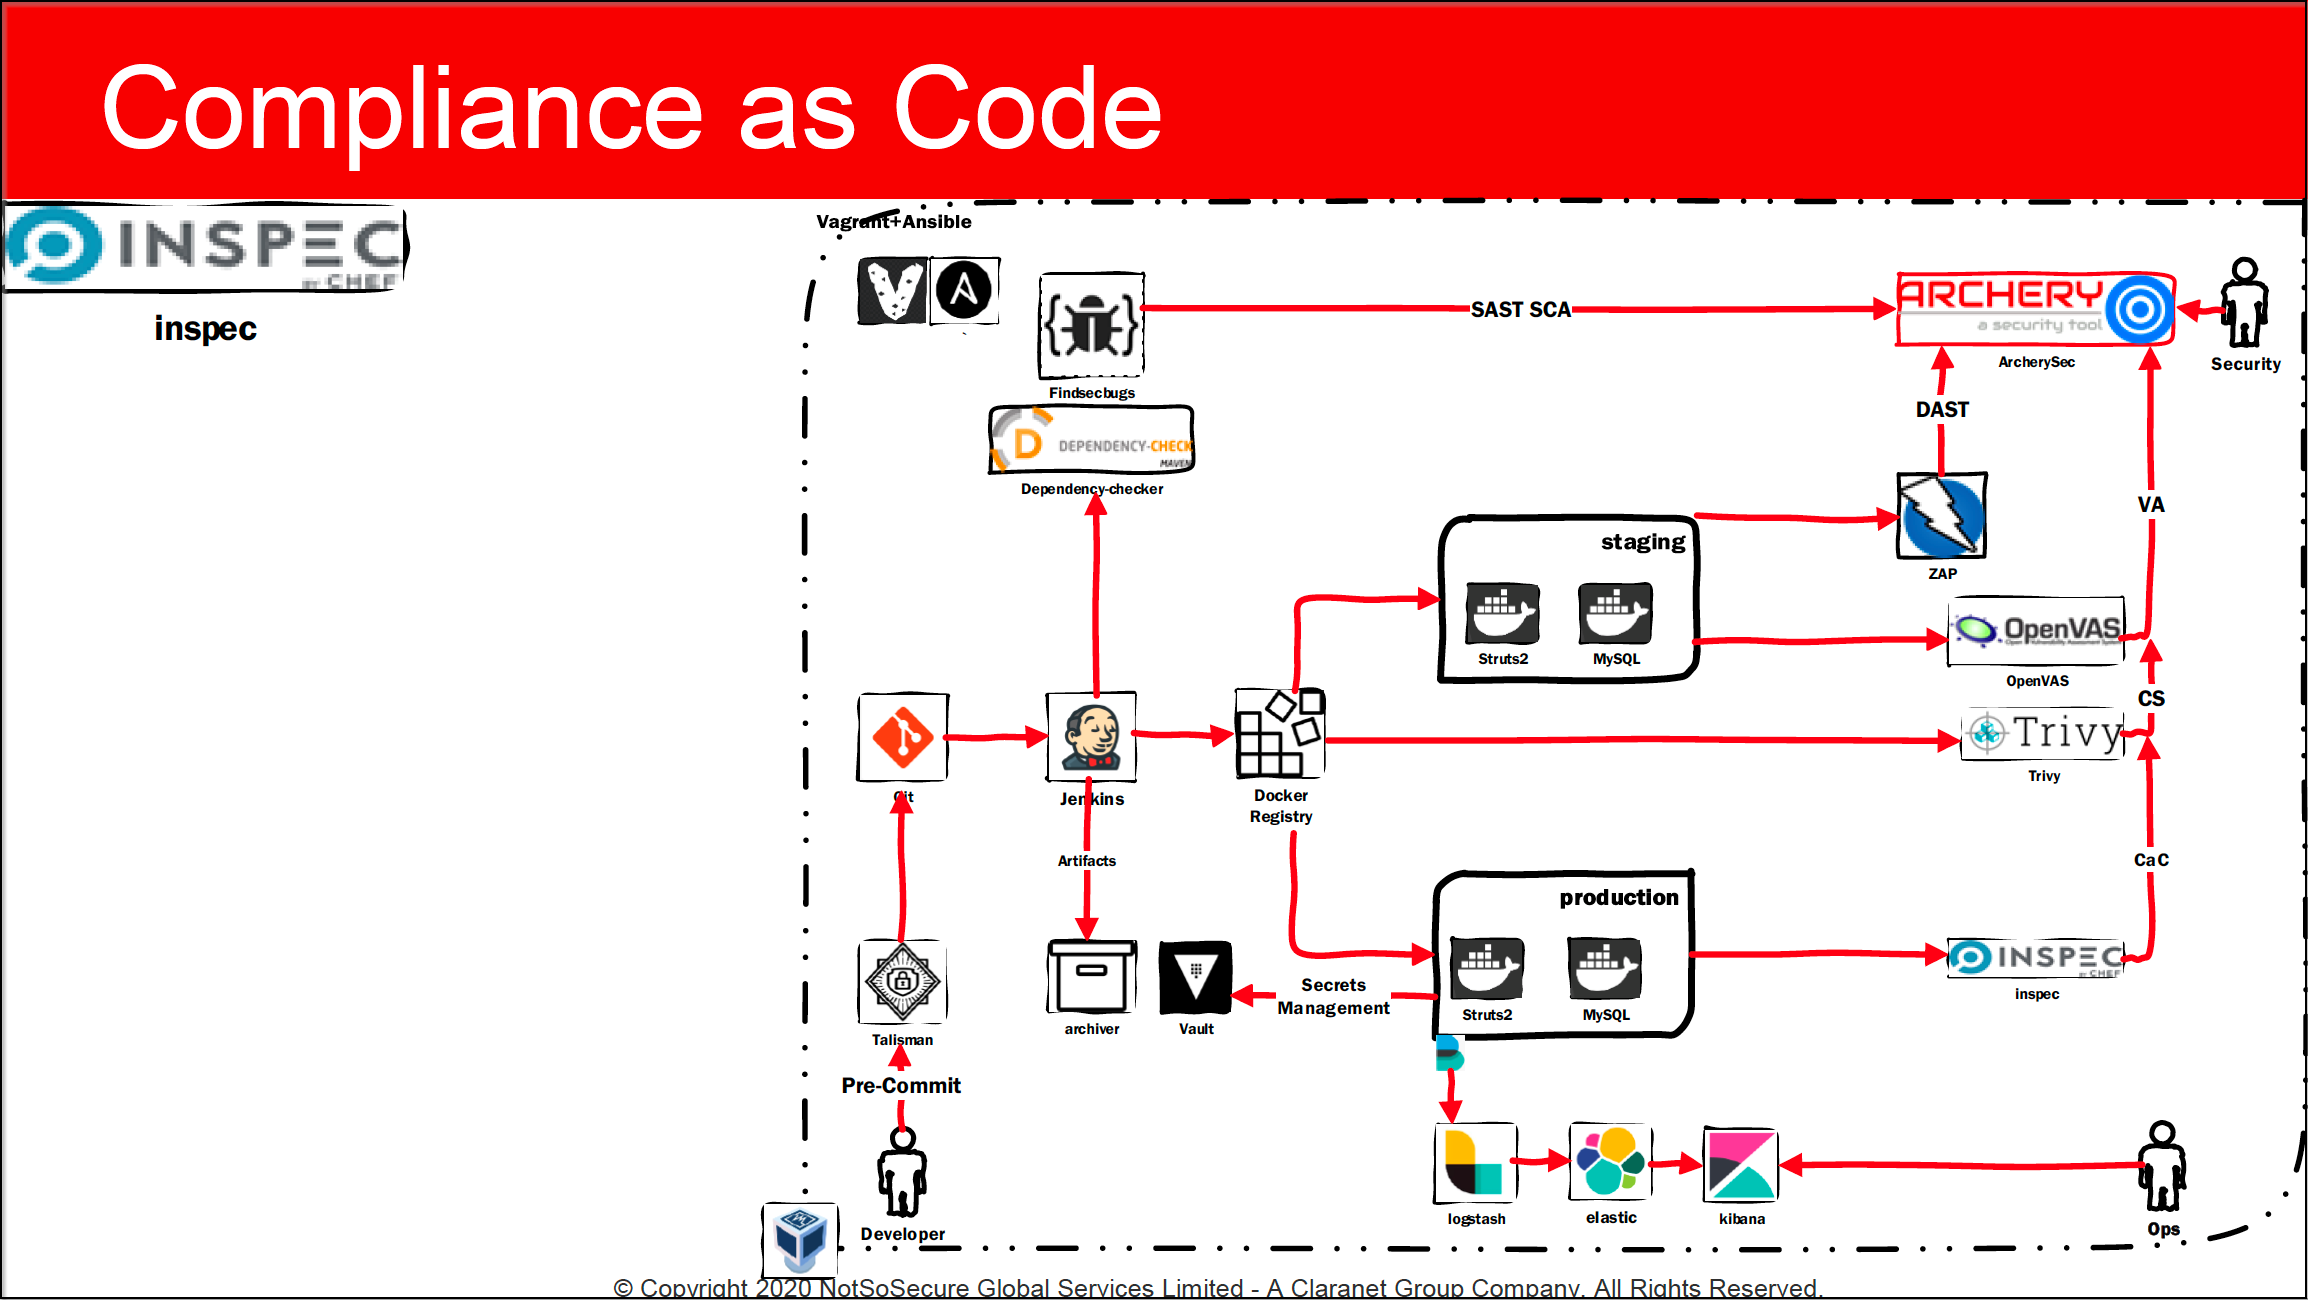 Compliance as Code
INSPEC
BY CHEF
inspec
Vagrant+Ansible
Findsecbugs
SAST SCA
ARCHERY
a security tool
ArcherySec
Security
DEPENDENCY-CHECK
MAVEN
Dependency-checker
DAST
VA
ZAP
staging
Struts2
MySQL
OpenVAS
OpenVAS
CS
Trivy
Trivy
Git
Jenkins
Docker
Registry
Artifacts
CaC
production
Struts2
MySQL
INSPEC
BY CHEF
inspec
Secrets
Management
Talisman
archiver
Vault
Pre-Commit
Developer
logstash
elastic
kibana
Ops
© Copyright 2020 NotSoSecure Global Services Limited - A Claranet Group Company. All Rights Reserved.